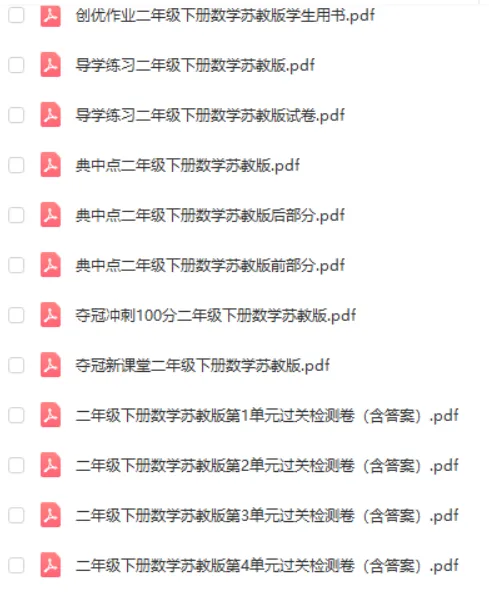 创优作业二年级下册数学苏教版学生用书.pdf
导学练习二年级下册数学苏教版.pdf
导学练习二年级下册数学苏教版试卷.pdf
典中点二年级下册数学苏教版.pdf
典中点二年级下册数学苏教版后部分.pdf
典中点二年级下册数学苏教版前部分.pdf
夺冠冲刺100分二年级下册数学苏教版.pdf
夺冠新课堂二年级下册数学苏教版.pdf
二年级下册数学苏教版第1单元过关检测卷（含答案）.pdf
二年级下册数学苏教版第2单元过关检测卷（含答案）.pdf
二年级下册数学苏教版第3单元过关检测卷（含答案）.pdf
二年级下册数学苏教版第4单元过关检测卷（含答案）.pdf